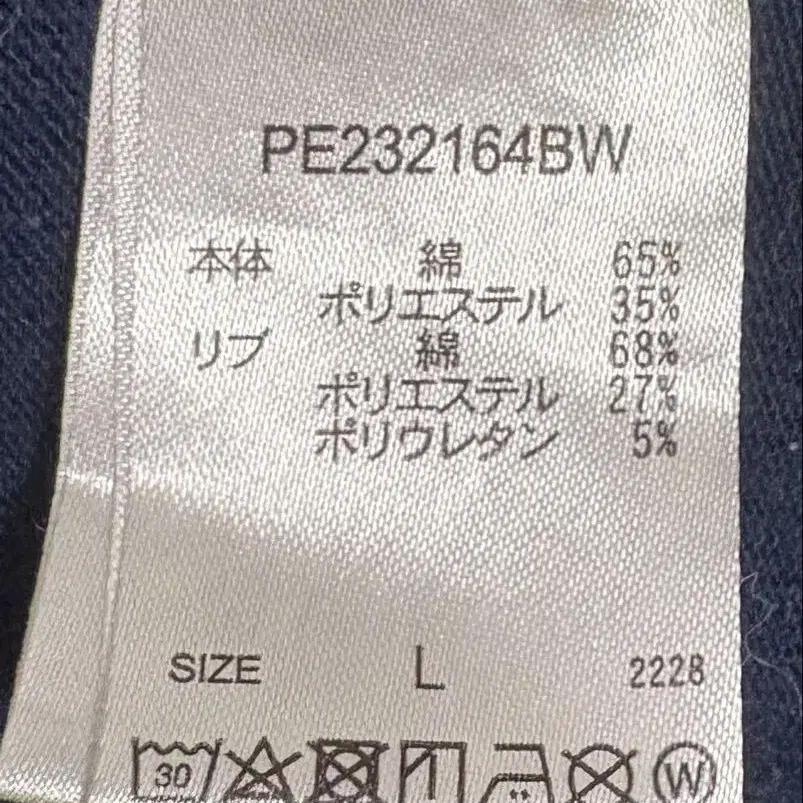 PE232164BW
本体 綿 65%
ポリエステル 35%
リブ 綿 68%
ポリエステル 27%
ポリウレタン 5%
SIZE L 2228
30 W